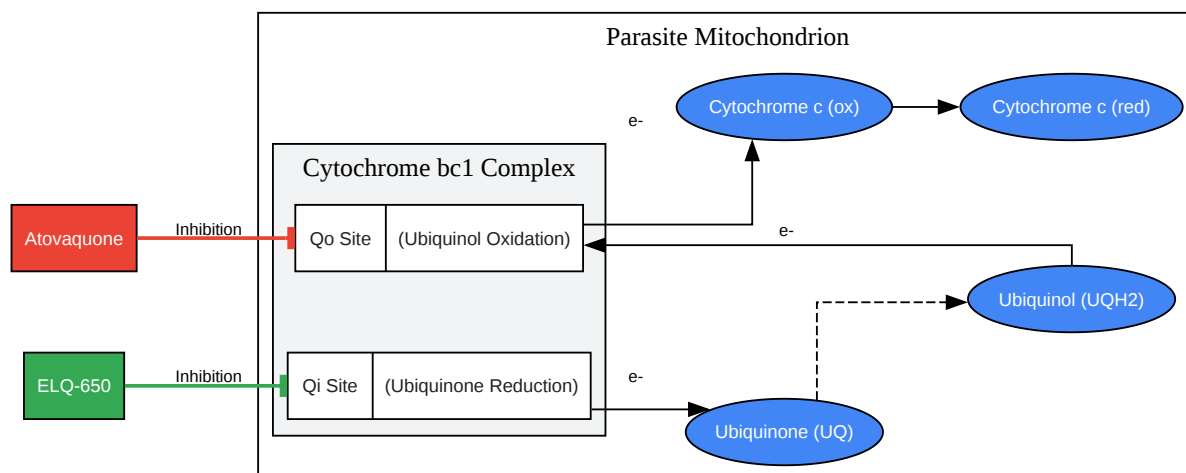 Parasite Mitochondrion
Cytochrome c (ox)
Cytochrome c (red)
e-
Cytochrome bc1 Complex
Atovaquone
Inhibition
Qo Site
(Ubiquinol Oxidation)
e-
Ubiquinol (UQH2)
ELQ-650
Inhibition
Qi Site
(Ubiquinone Reduction)
e-
Ubiquinone (UQ)